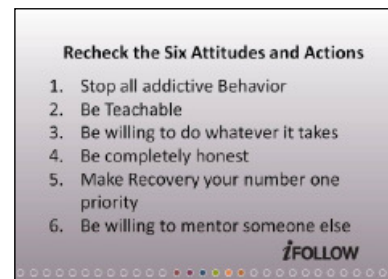 Recheck the Six Attitudes and Actions
1. Stop all addictive Behavior
2. Be Teachable
3. Be willing to do whatever it takes
4. Be completely honest
5. Make Recovery your number one
priority
6. Be willing to mentor someone else
iFOLLOW